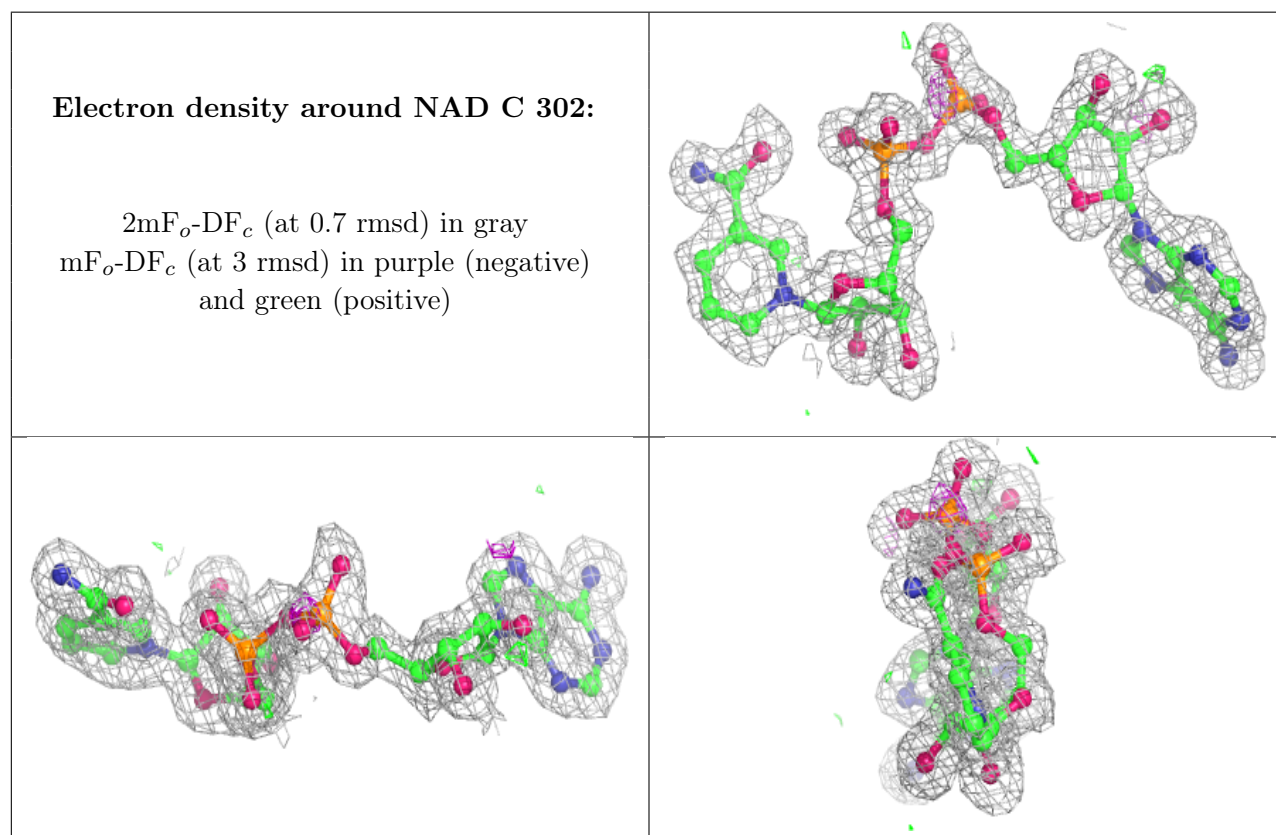 Electron density around NAD C 302:
2mFo-DFc (at 0.7 rmsd) in gray
mFo-DFc (at 3 rmsd) in purple (negative)
and green (positive)